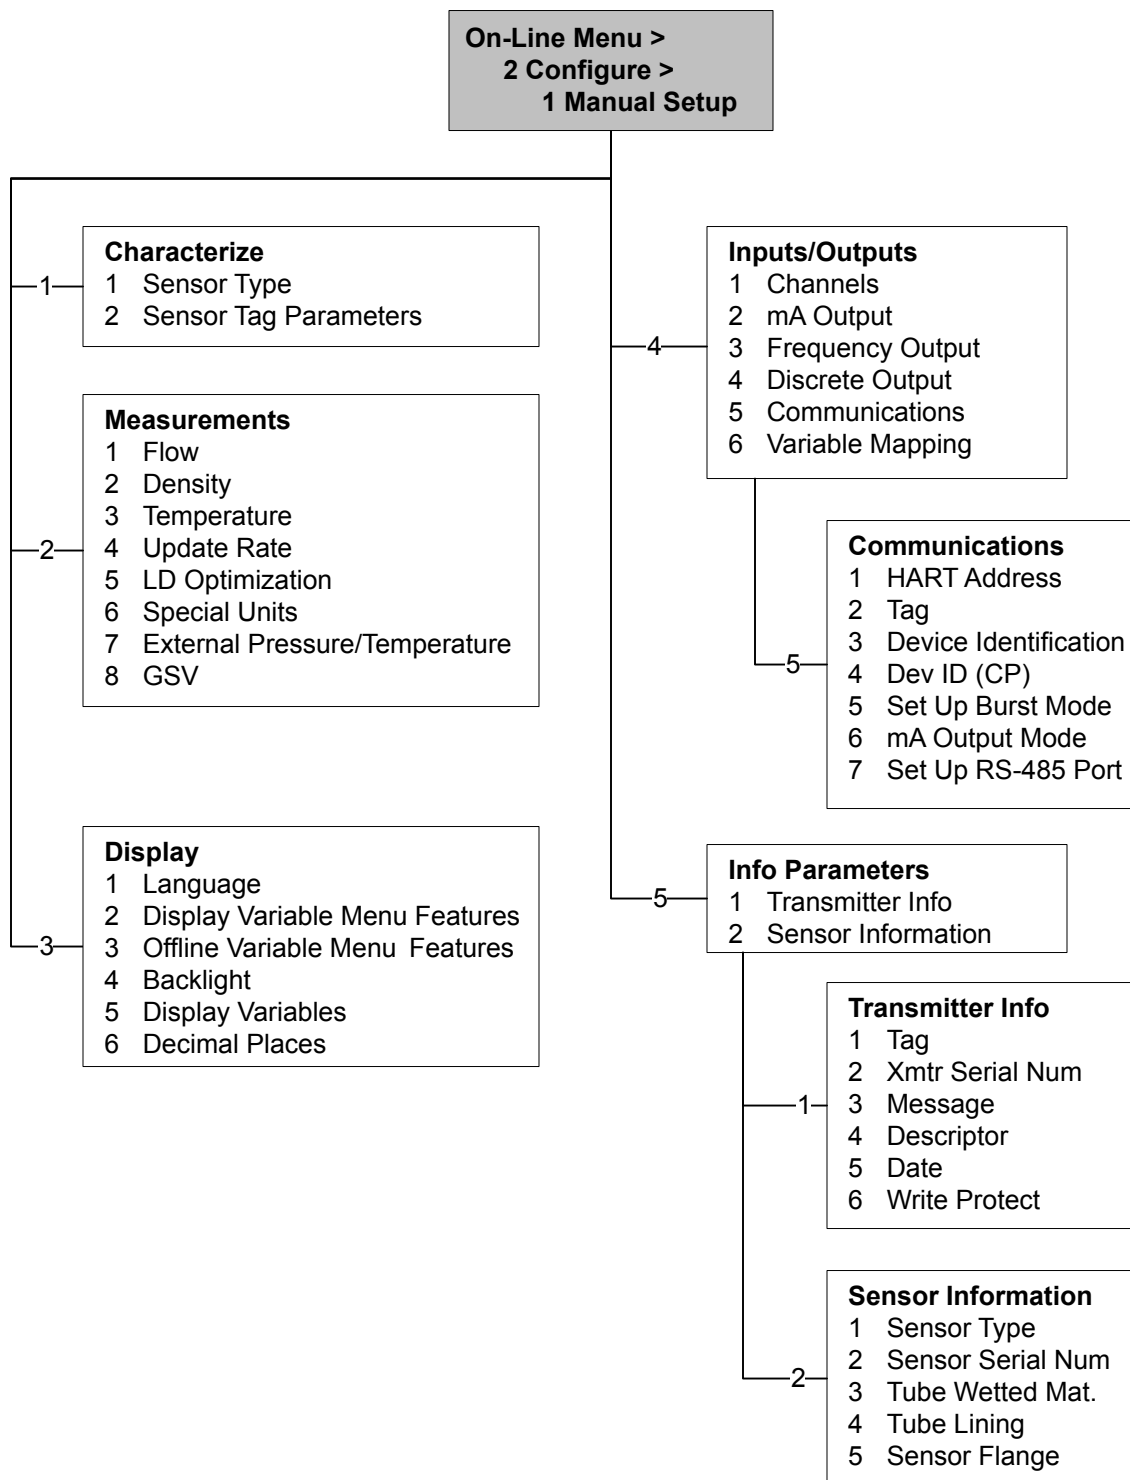 On-Line Menu >
2 Configure >
1 Manual Setup
1
Characterize
1 Sensor Type
2 Sensor Tag Parameters
2
Measurements
1 Flow
2 Density
3 Temperature
4 Update Rate
5 LD Optimization
6 Special Units
7 External Pressure/Temperature
8 GSV
3
Display
1 Language
2 Display Variable Menu Features
3 Offline Variable Menu Features
4 Backlight
5 Display Variables
6 Decimal Places
4
Inputs/Outputs
1 Channels
2 mA Output
3 Frequency Output
4 Discrete Output
5 Communications
6 Variable Mapping
5
Communications
1 HART Address
2 Tag
3 Device Identification
4 Dev ID (CP)
5 Set Up Burst Mode
6 mA Output Mode
7 Set Up RS-485 Port
5
Info Parameters
1 Transmitter Info
2 Sensor Information
1
Transmitter Info
1 Tag
2 Xmtr Serial Num
3 Message
4 Descriptor
5 Date
6 Write Protect
2
Sensor Information
1 Sensor Type
2 Sensor Serial Num
3 Tube Wetted Mat.
4 Tube Lining
5 Sensor Flange